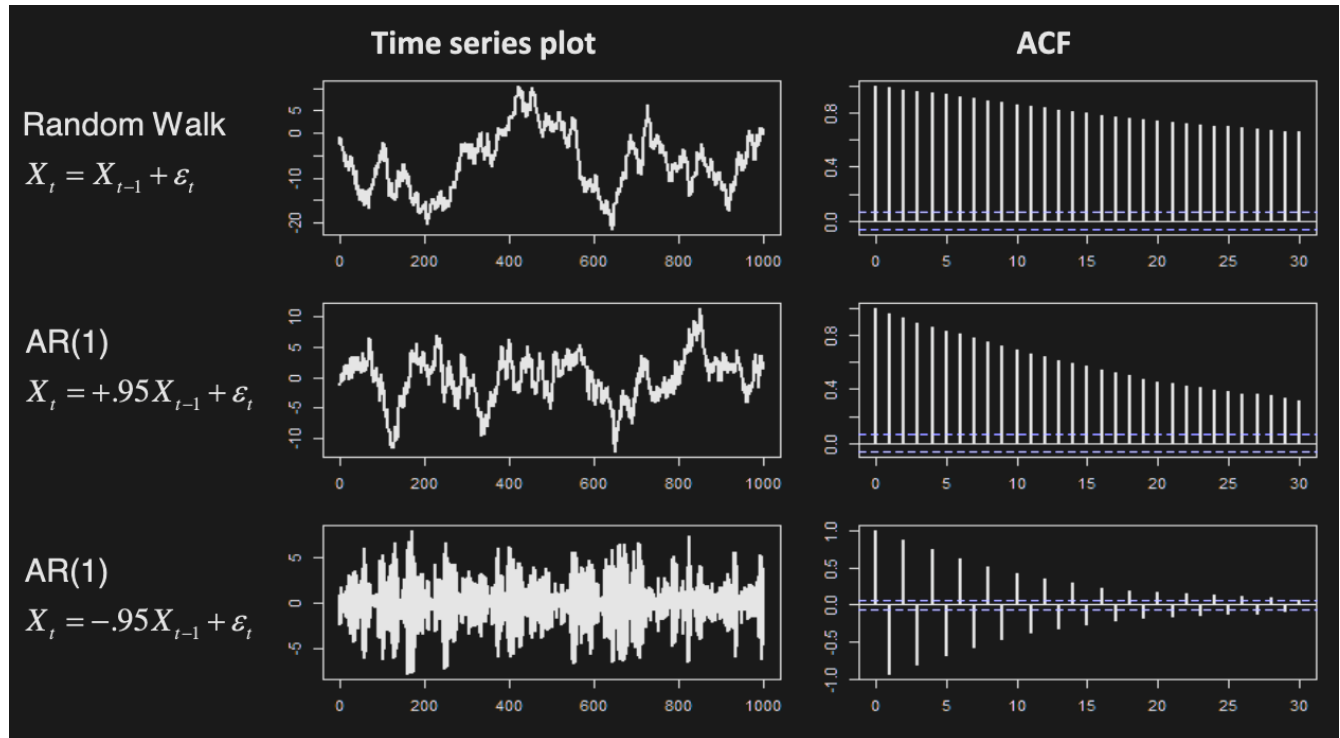 Time series plot
ACF
Random Walk
X_t = X_{t-1} + ε_t
5
0
-10
-20
0 200 400 600 800 1000
0.8
0.4
0.0
0 5 10 15 20 25 30
AR(1)
X_t = +.95X_{t-1} + ε_t
10
5
0
-5
-10
0 200 400 600 800 1000
0.8
0.4
0.0
0 5 10 15 20 25 30
AR(1)
X_t = -.95X_{t-1} + ε_t
5
0
-5
0 200 400 600 800 1000
1.0
0.5
0.0
-0.5
-1.0
0 5 10 15 20 25 30